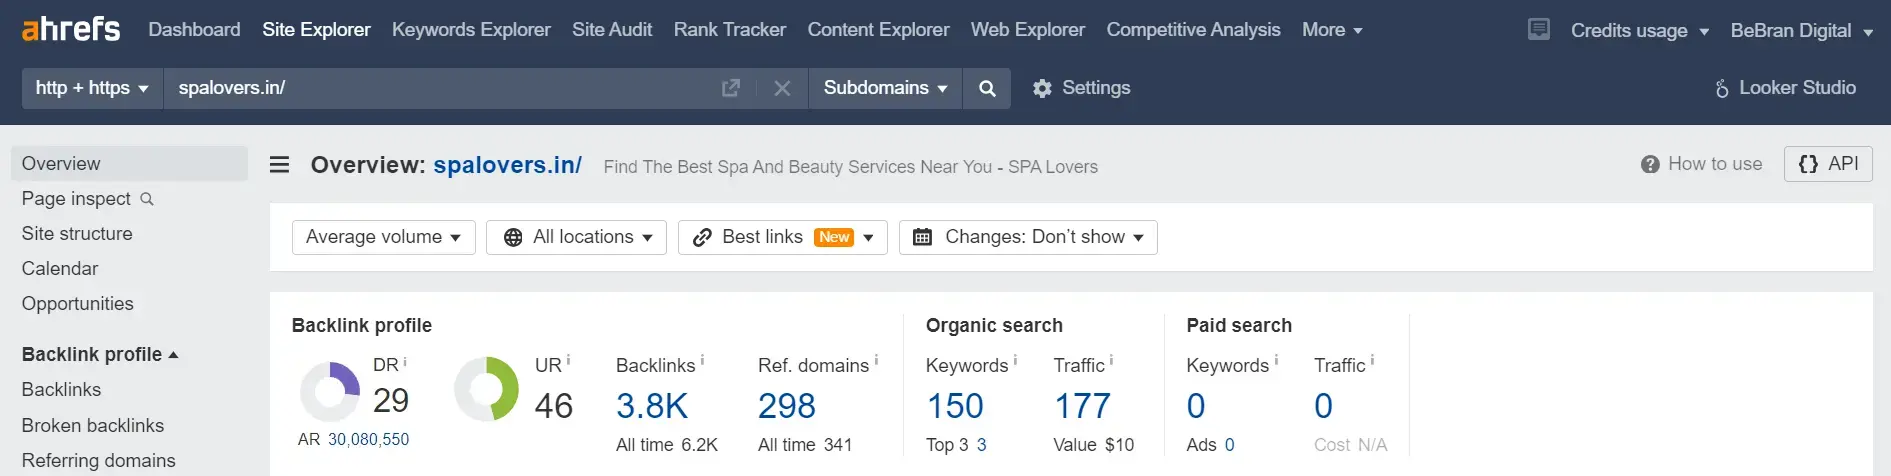 ahrefs Dashboard Site Explorer Keywords Explorer Site Audit Rank Tracker Content Explorer Web Explorer Competitive Analysis More Credits usage BeBran Digital
http + https spalovers.in/ Subdomains Settings Looker Studio
Overview
Page inspect
Site structure
Calendar
Opportunities
Backlink profile
Backlinks
Broken backlinks
Referring domains
Overview: spalovers.in/ Find The Best Spa And Beauty Services Near You - SPA Lovers How to use {} API
Average volume All locations Best links New Changes: Don't show
Backlink profile
DR i
29
AR 30,080,550
UR i
46
Backlinks i
3.8K
All time 6.2K
Ref. domains i
298
All time 341
Organic search
Keywords i
150
Top 3 3
Traffic i
177
Value $10
Paid search
Keywords i
0
Ads 0
Traffic i
0
Cost N/A